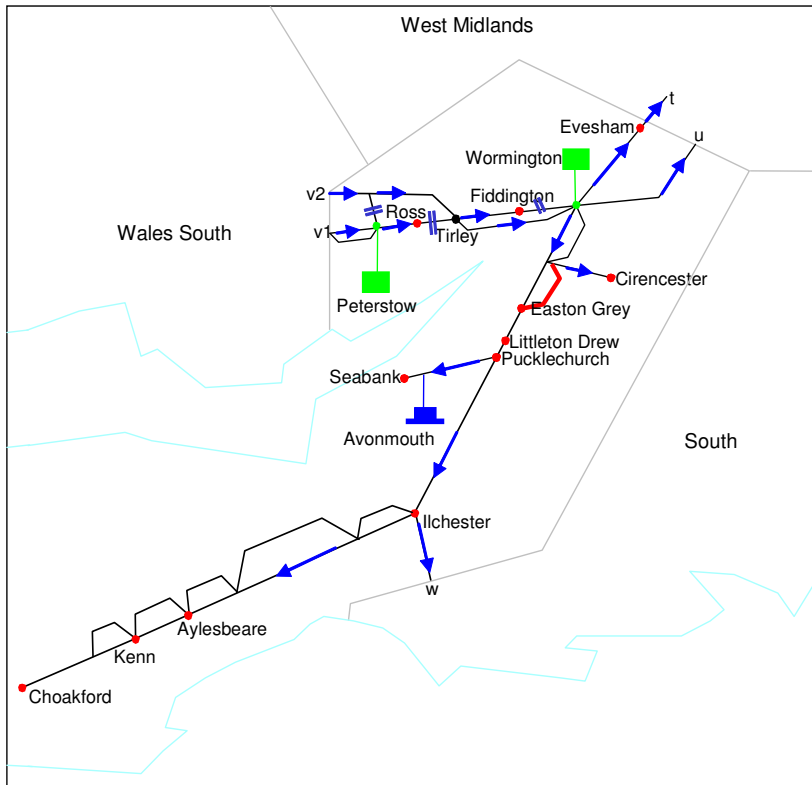 West Midlands
t
Evesham
u
Wormington
v2
Fiddington
Ross
v1
Tirley
Wales South
Cirencester
Peterstow
Easton Grey
Littleton Drew
Pucklechurch
Seabank
Avonmouth
South
Ilchester
w
Aylesbeare
Kenn
Choakford